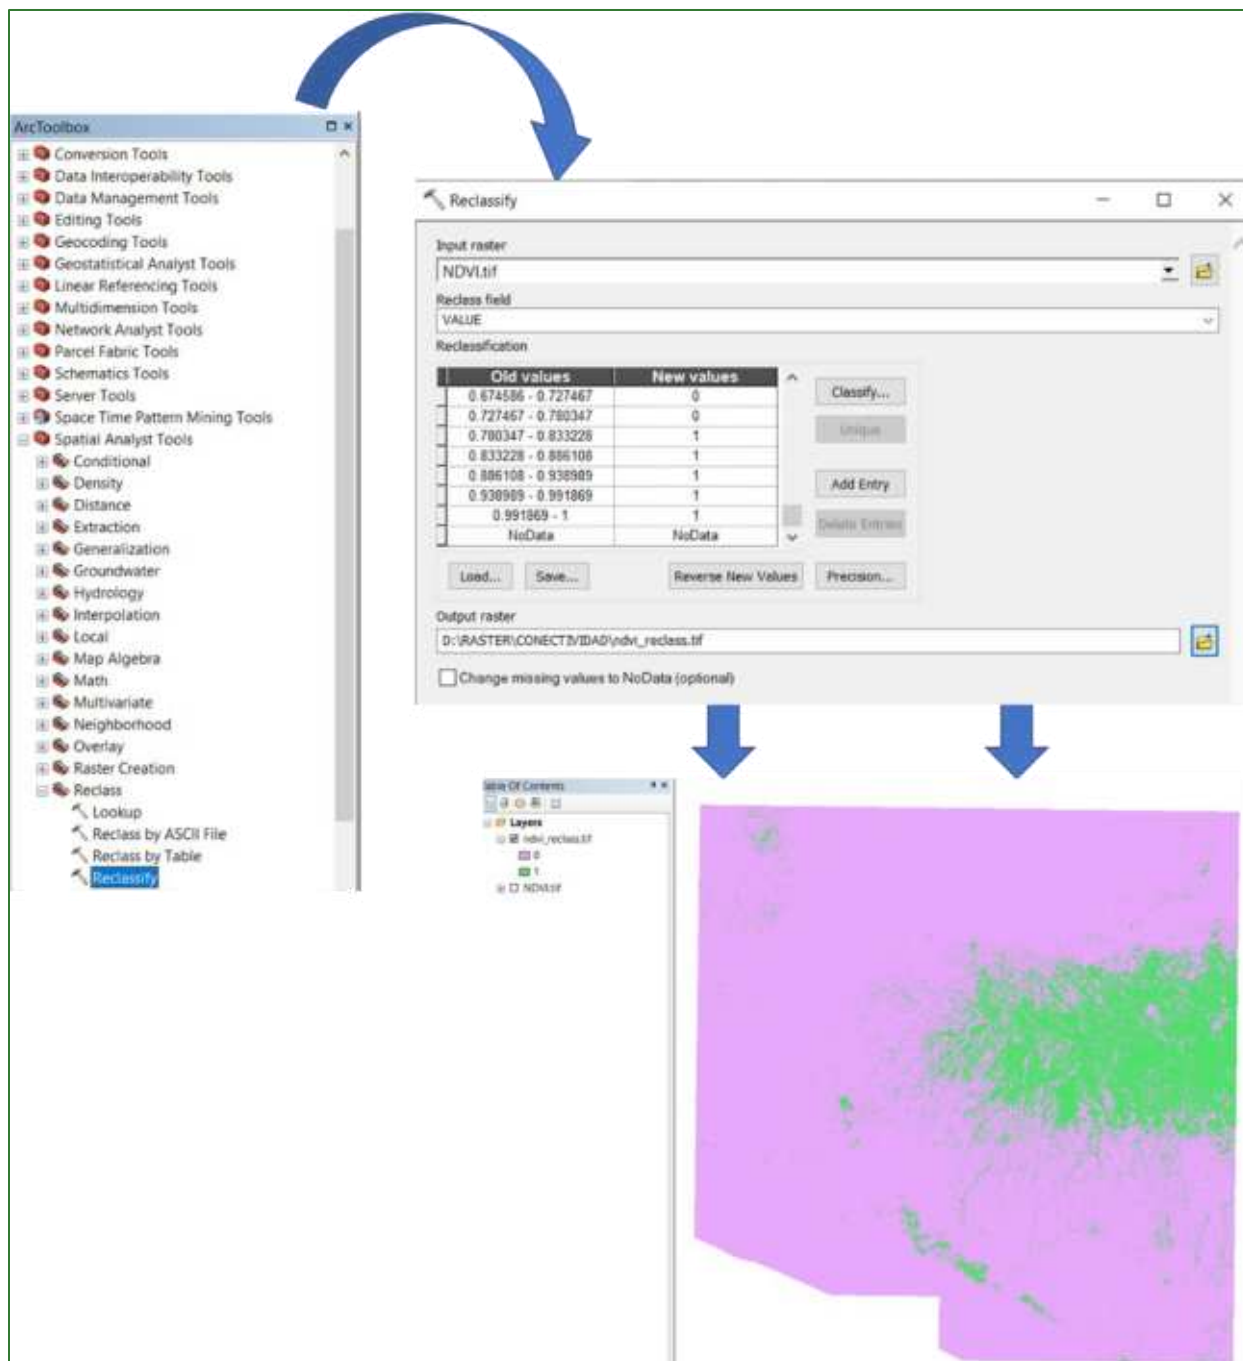 ArcToolbox
Conversion Tools
Data Interoperability Tools
Data Management Tools
Editing Tools
Geocoding Tools
Geostatistical Analyst Tools
Linear Referencing Tools
Multidimension Tools
Network Analyst Tools
Parcel Fabric Tools
Schematics Tools
Server Tools
Space Time Pattern Mining Tools
Spatial Analyst Tools
Conditional
Density
Distance
Extraction
Generalization
Groundwater
Hydrology
Interpolation
Local
Map Algebra
Math
Multivariate
Neighborhood
Overlay
Raster Creation
Reclass
Lookup
Reclass by ASCII File
Reclass by Table
Reclassify
Reclassify
Input raster
NDVI.tif
Reclass field
VALUE
Reclassification
Old values New values
0.674586 - 0.727467 0
0.727467 - 0.780347 0
0.780347 - 0.833228 1
0.833228 - 0.886108 1
0.886108 - 0.938989 1
0.938989 - 0.991869 1
0.991869 - 1 1
NoData NoData
Classify...
Unique
Add Entry
Delete Entries
Load... Save... Reverse New Values Precision...
Output raster
D:\RASTER\CONECTIVIDAD\ndvi_reclass.tif
Change missing values to NoData (optional)
able Of Contents
Layers
ndvi_reclass.tif
0
1
NDVI.tif